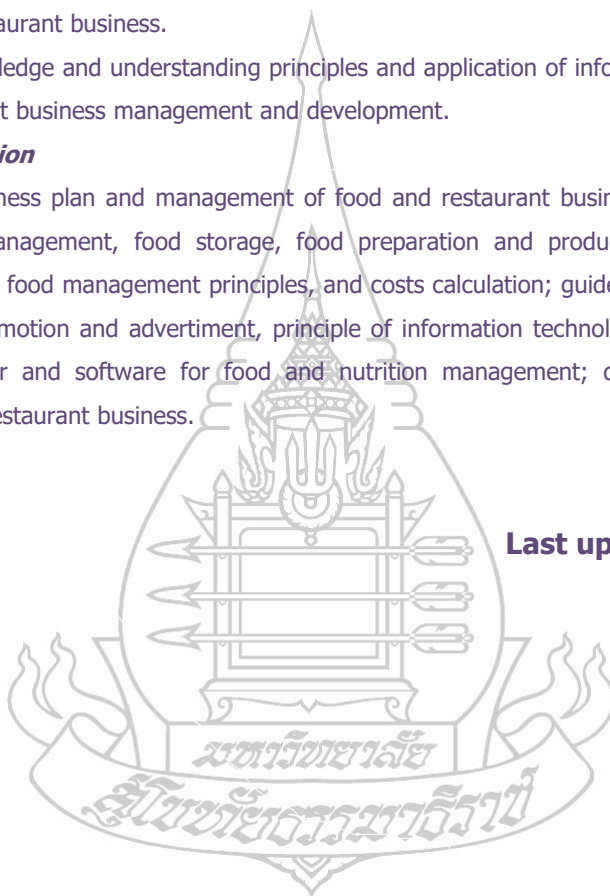 aurant business.
ledge and understanding principles and application of info
t business management and development.
ion
ness plan and management of food and restaurant busin
anagement, food storage, food preparation and produ
food management principles, and costs calculation; guide
motion and advertiment, principle of information technol
r and software for food and nutrition management; c
estaurant business.
Last up
มหาวิทยาลัย
สุโขทัยธรรมาธิราช